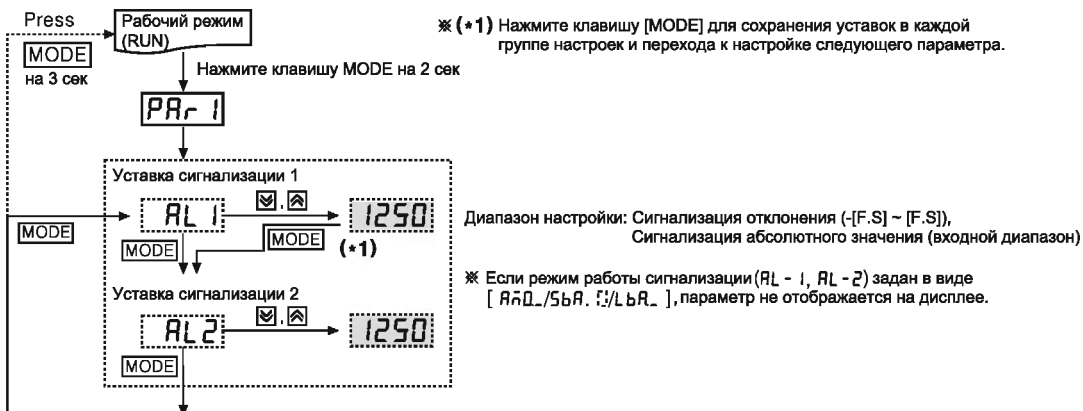 Press
MODE
на 3 сек
Рабочий режим
(RUN)
※(*1) Нажмите клавишу [MODE] для сохранения уставок в каждой
группе настроек и перехода к настройке следующего параметра.
Нажмите клавишу MODE на 2 сек
PAr 1
Уставка сигнализации 1
AL1
1250
MODE
MODE
MODE
(*1)
Диапазон настройки: Сигнализация отклонения (-[F.S] ~ [F.S]),
Сигнализация абсолютного значения (входной диапазон)
※ Если режим работы сигнализации (AL - 1, AL - 2) задан в виде
параметр не отображается на дисплее.
Уставка сигнализации 2
AL2
1250
MODE